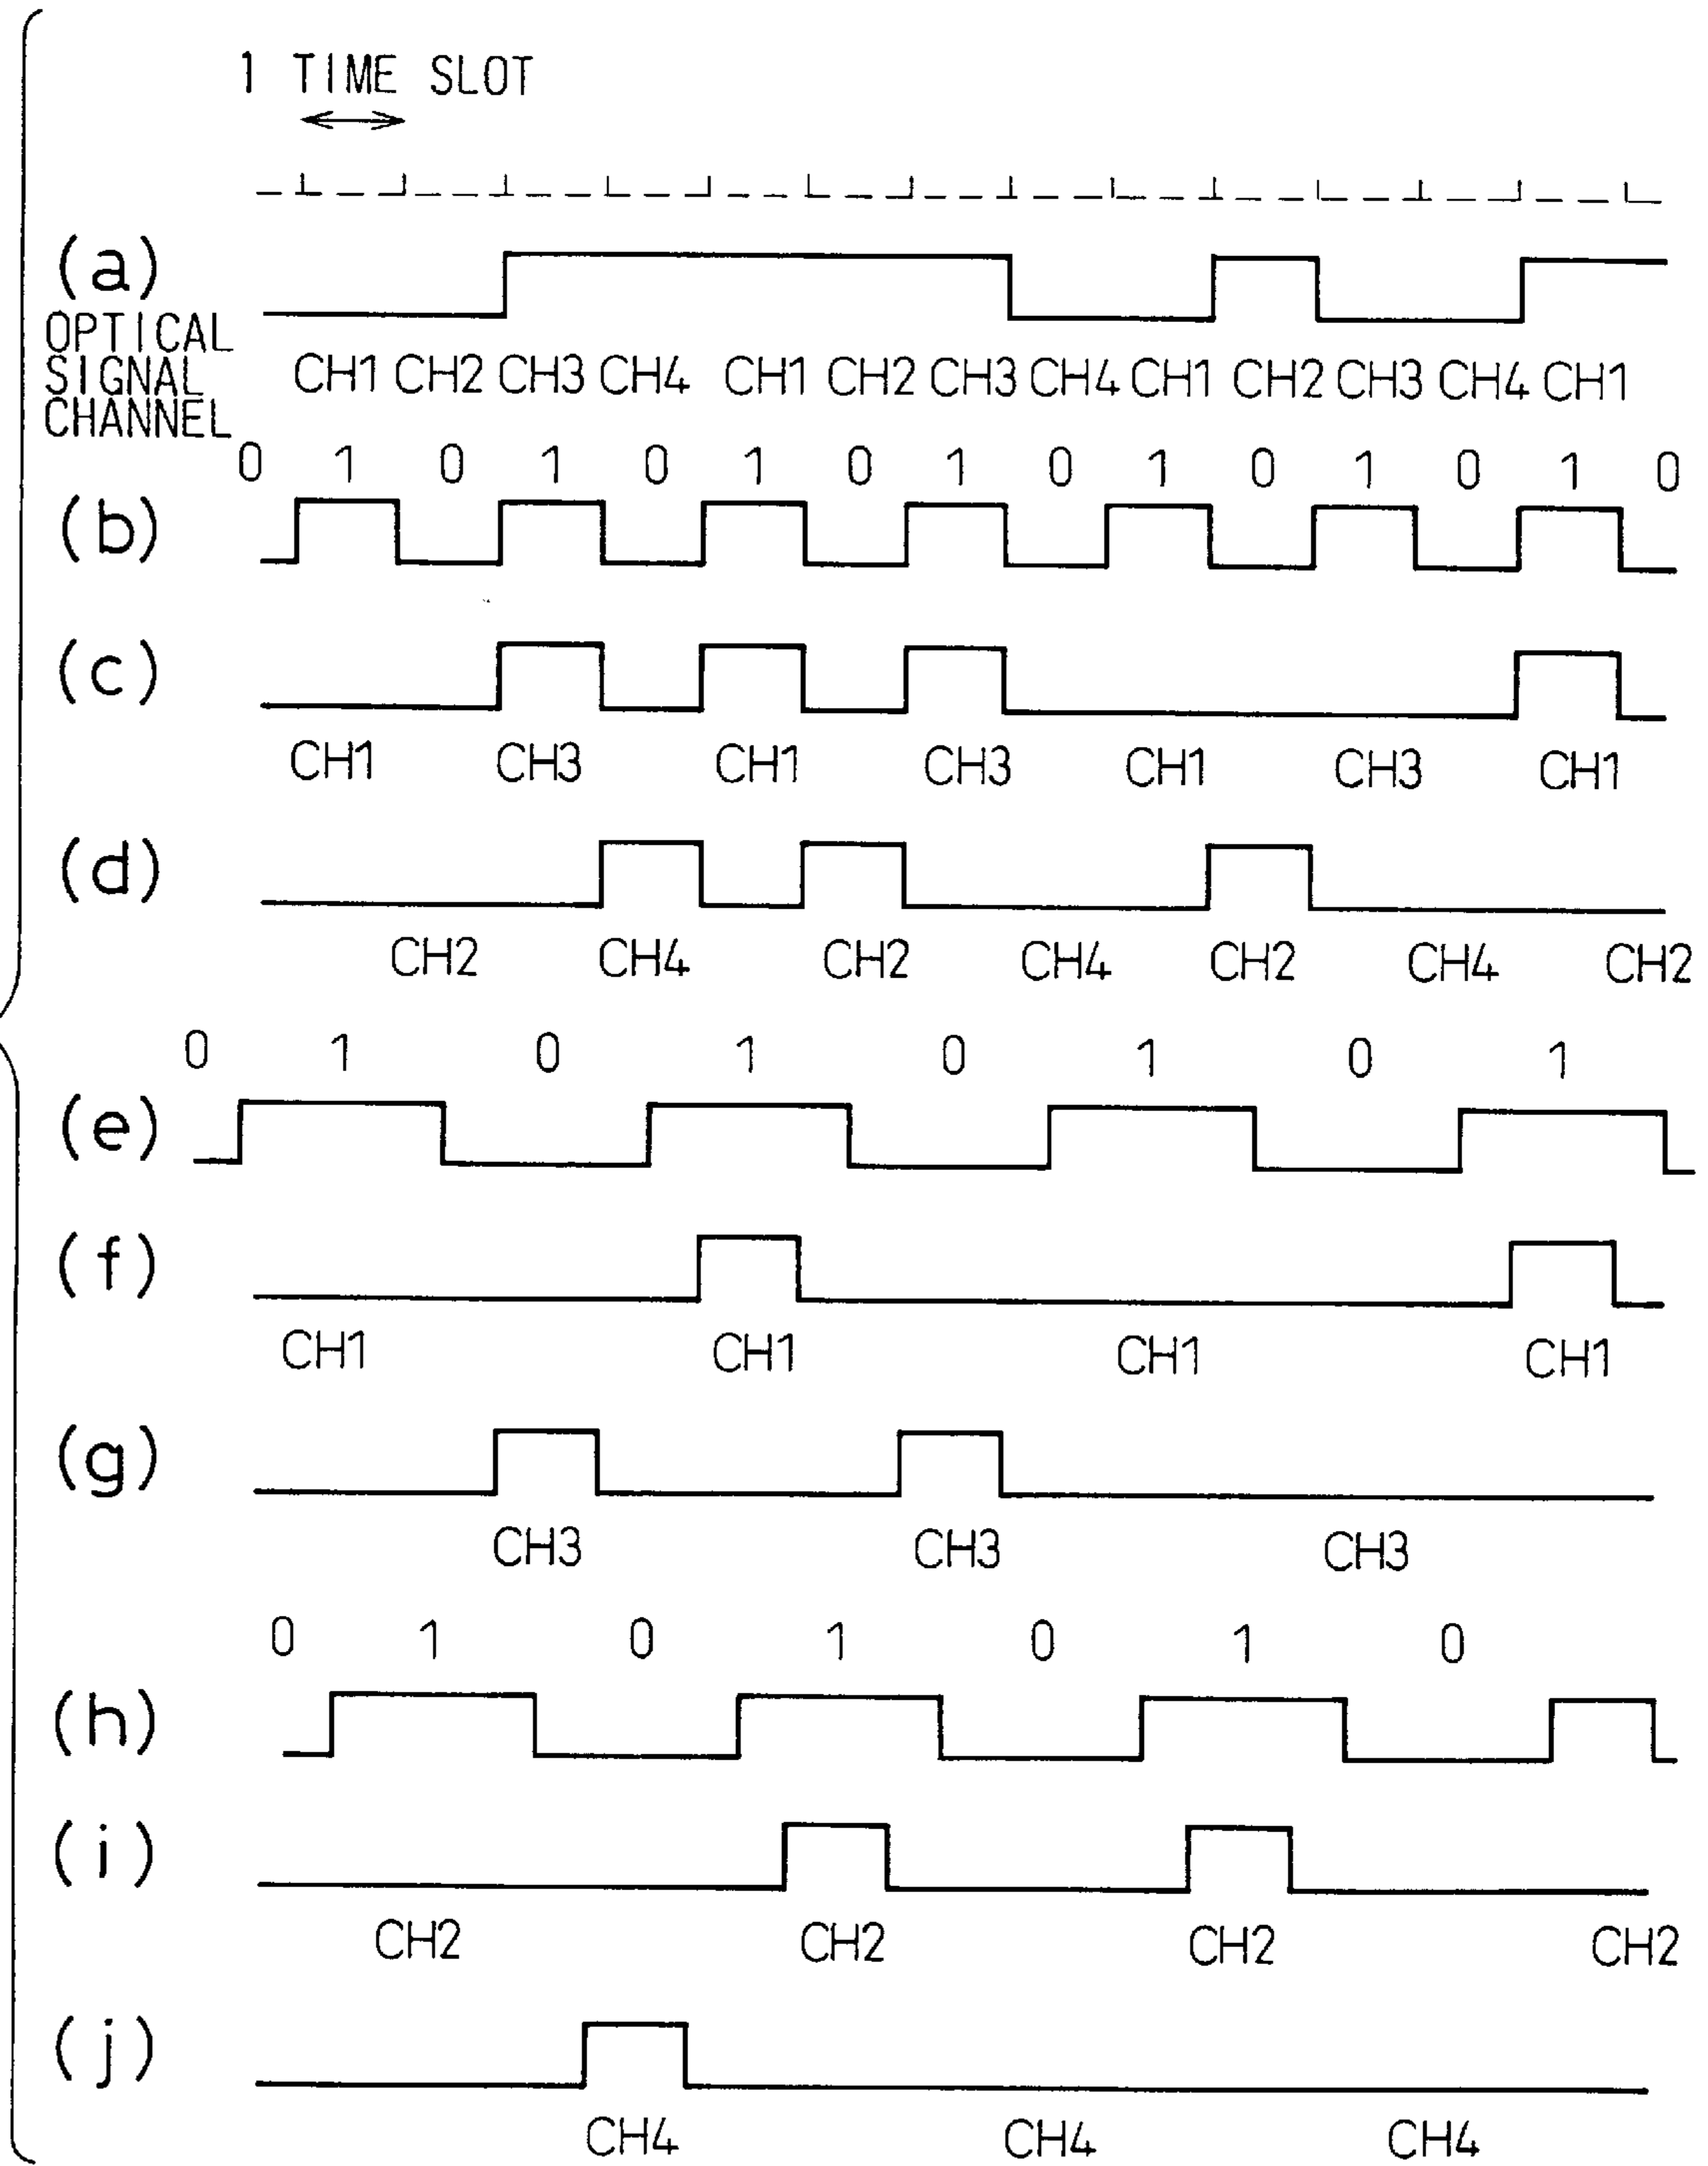 1 TIME SLOT
(a)
OPTICAL
SIGNAL
CHANNEL
CH1 CH2 CH3 CH4 CH1 CH2 CH3 CH4 CH1 CH2 CH3 CH4 CH1
0 1 0 1 0 1 0 1 0 1 0 1 0 1 0
(b)
(c)
CH1 CH3 CH1 CH3 CH1 CH3 CH1
(d)
CH2 CH4 CH2 CH4 CH2 CH4 CH2
0 1 0 1 0 1 0 1
(e)
(f)
CH1 CH1 CH1 CH1
(g)
CH3 CH3 CH3
0 1 0 1 0 1 0
(h)
(i)
CH2 CH2 CH2 CH2
(j)
CH4 CH4 CH4